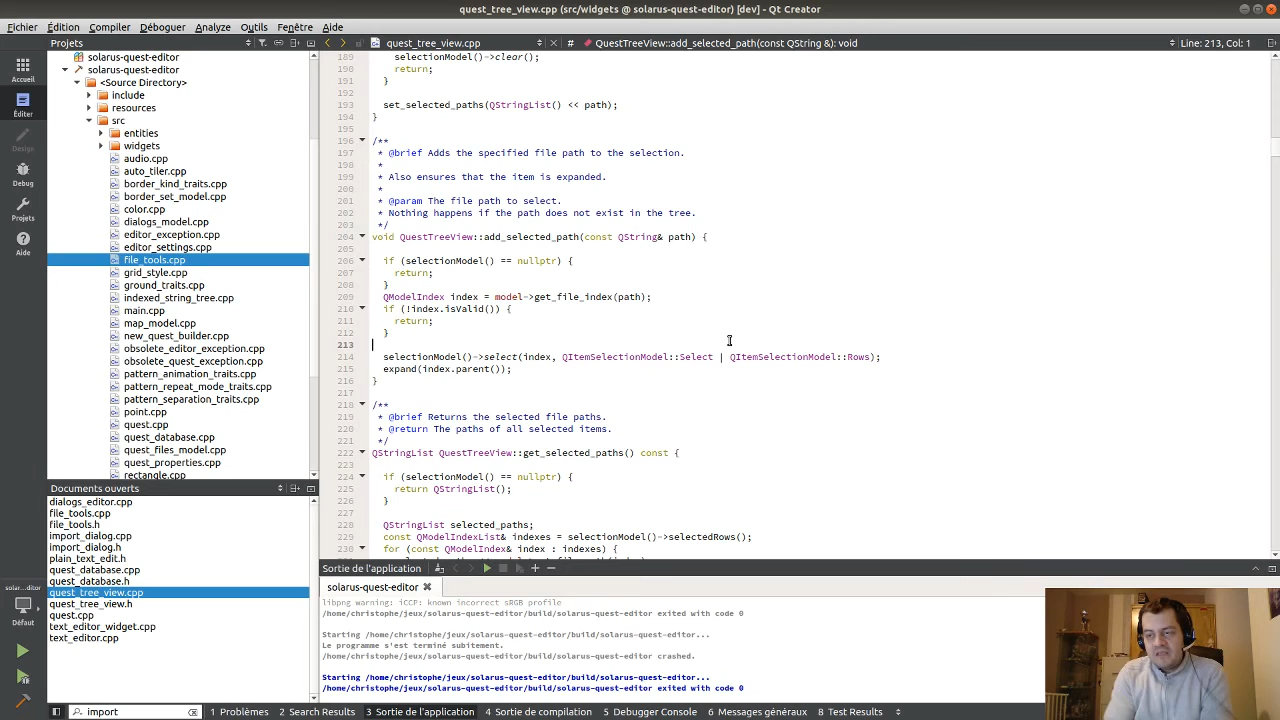 quest_tree_view.cpp (src/widgets @ solarus-quest-editor) [dev] - Qt Creator
Fichier Édition Compiler Déboguer Analyze Outils Fenêtre Aide
Projets
quest_tree_view.cpp
# QuestTreeView::add_selected_path(const QString &): void
Line: 213, Col: 1
Accueil
Éditer
Design
Debug
Projets
Aide
solar...ditor
Défaut
solarus-quest-editor
solarus-quest-editor
<Source Directory>
include
resources
src
entities
widgets
audio.cpp
auto_tiler.cpp
border_kind_traits.cpp
border_set_model.cpp
color.cpp
dialogs_model.cpp
editor_exception.cpp
editor_settings.cpp
file_tools.cpp
grid_style.cpp
ground_traits.cpp
indexed_string_tree.cpp
main.cpp
map_model.cpp
new_quest_builder.cpp
obsolete_editor_exception.cpp
obsolete_quest_exception.cpp
pattern_animation_traits.cpp
pattern_repeat_mode_traits.cpp
pattern_separation_traits.cpp
point.cpp
quest.cpp
quest_database.cpp
quest_files_model.cpp
quest_properties.cpp
rectangle.cpp
Documents ouverts
dialogs_editor.cpp
file_tools.cpp
file_tools.h
import_dialog.cpp
import_dialog.h
plain_text_edit.h
quest_database.cpp
quest_database.h
quest_tree_view.cpp
quest_tree_view.h
quest.cpp
text_editor_widget.cpp
text_editor.cpp
189 selectionModel()->clear();
190 return;
191 }
192
193 set_selected_paths(QStringList() << path);
194 }
195
196 /**
197 * @brief Adds the specified file path to the selection.
198 *
199 * Also ensures that the item is expanded.
200 *
201 * @param The file path to select.
202 * Nothing happens if the path does not exist in the tree.
203 */
204 void QuestTreeView::add_selected_path(const QString& path) {
205
206 if (selectionModel() == nullptr) {
207 return;
208 }
209 QModelIndex index = model->get_file_index(path);
210 if (!index.isValid()) {
211 return;
212 }
213
214 selectionModel()->select(index, QItemSelectionModel::Select | QItemSelectionModel::Rows);
215 expand(index.parent());
216 }
217
218 /**
219 * @brief Returns the selected file paths.
220 * @return The paths of all selected items.
221 */
222 QStringList QuestTreeView::get_selected_paths() const {
223
224 if (selectionModel() == nullptr) {
225 return QStringList();
226 }
227
228 QStringList selected_paths;
229 const QModelIndexList& indexes = selectionModel()->selectedRows();
230 for (const QModelIndex& index : indexes) {
Sortie de l'application
solarus-quest-editor
libpng warning: iCCP: known incorrect sRGB profile
/home/christophe/jeux/solarus-quest-editor/build/solarus-quest-editor exited with code 0
Starting /home/christophe/jeux/solarus-quest-editor/build/solarus-quest-editor...
Le programme s'est terminé subitement.
/home/christophe/jeux/solarus-quest-editor/build/solarus-quest-editor crashed.
Starting /home/christophe/jeux/solarus-quest-editor/build/solarus-quest-editor...
/home/christophe/jeux/solarus-quest-editor/build/solarus-quest-editor exited with code 0
import
1 Problèmes 2 Search Results 3 Sortie de l'application 4 Sortie de compilation 5 Debugger Console 6 Messages généraux 8 Test Results